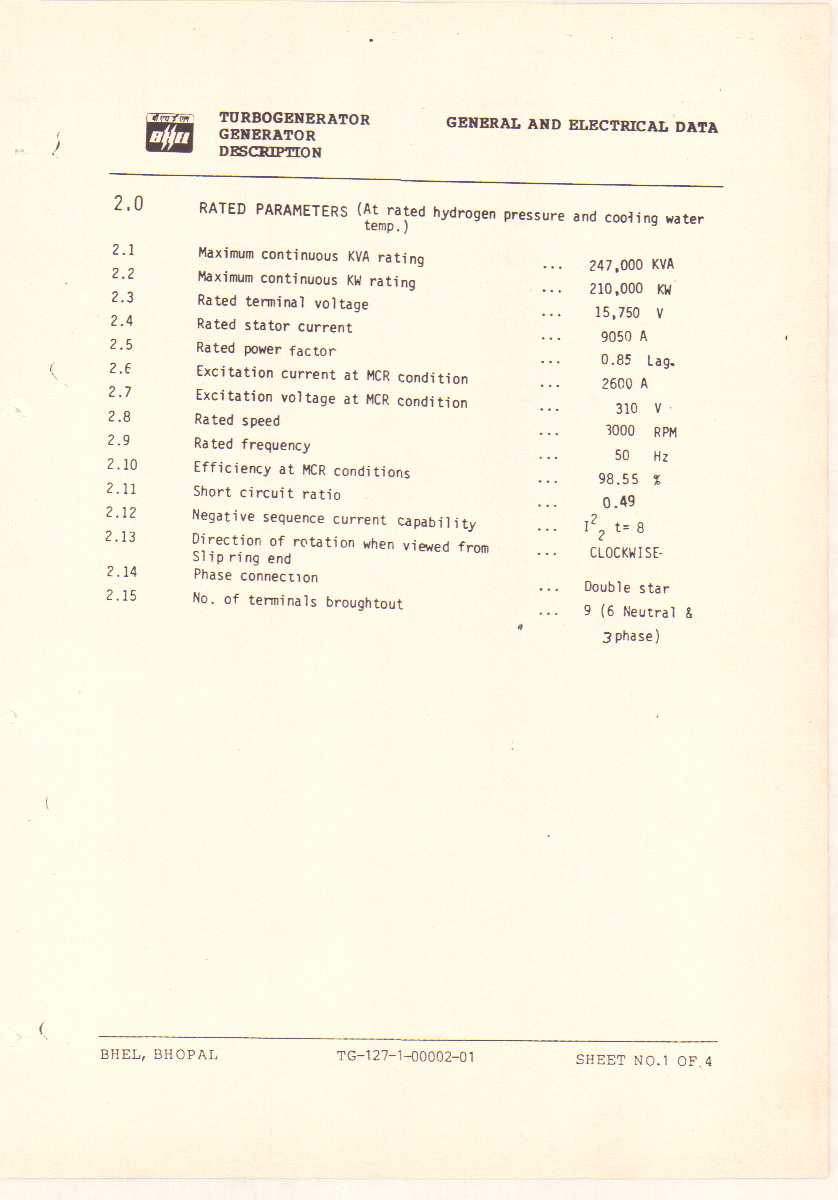 BHEL
TURBOGENERATOR
GENERATOR
DESCRIPTION
GENERAL AND ELECTRICAL DATA
2.0 RATED PARAMETERS (At rated hydrogen pressure and cooling water
temp.)
2.1 Maximum continuous KVA rating ... 247,000 KVA
2.2 Maximum continuous KW rating ... 210,000 KW
2.3 Rated terminal voltage ... 15,750 V
2.4 Rated stator current ... 9050 A
2.5 Rated power factor ... 0.85 Lag.
2.6 Excitation current at MCR condition ... 2600 A
2.7 Excitation voltage at MCR condition ... 310 V
2.8 Rated speed ... 3000 RPM
2.9 Rated frequency ... 50 Hz
2.10 Efficiency at MCR conditions ... 98.55 %
2.11 Short circuit ratio ... 0.49
2.12 Negative sequence current capability ... I²₂ t= 8
2.13 Direction of rotation when viewed from ... CLOCKWISE-
Slip ring end
2.14 Phase connection ... Double star
2.15 No. of terminals broughtout ... 9 (6 Neutral &
3 phase)
BHEL, BHOPAL TG-127-1-00002-01 SHEET NO.1 OF.4